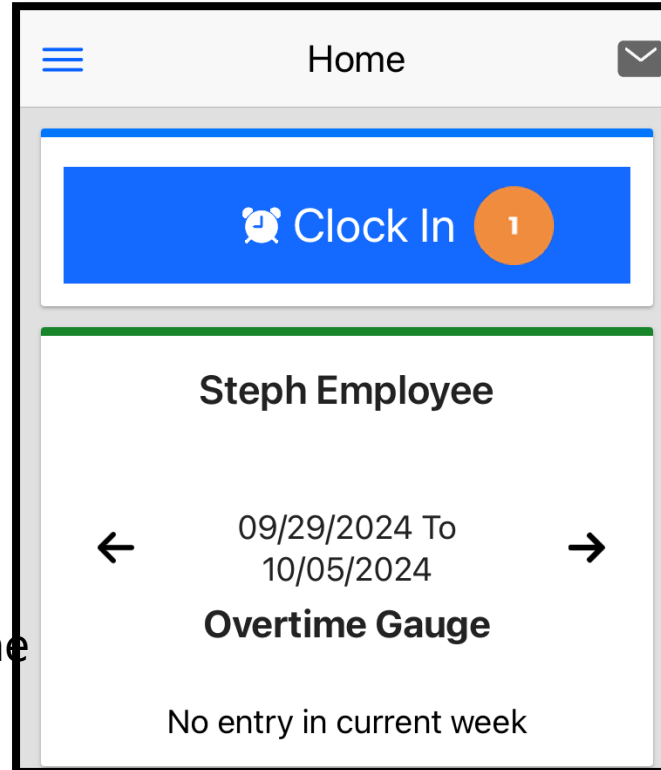 Home
Clock In 1
Steph Employee
09/29/2024 To
10/05/2024
Overtime Gauge
No entry in current week